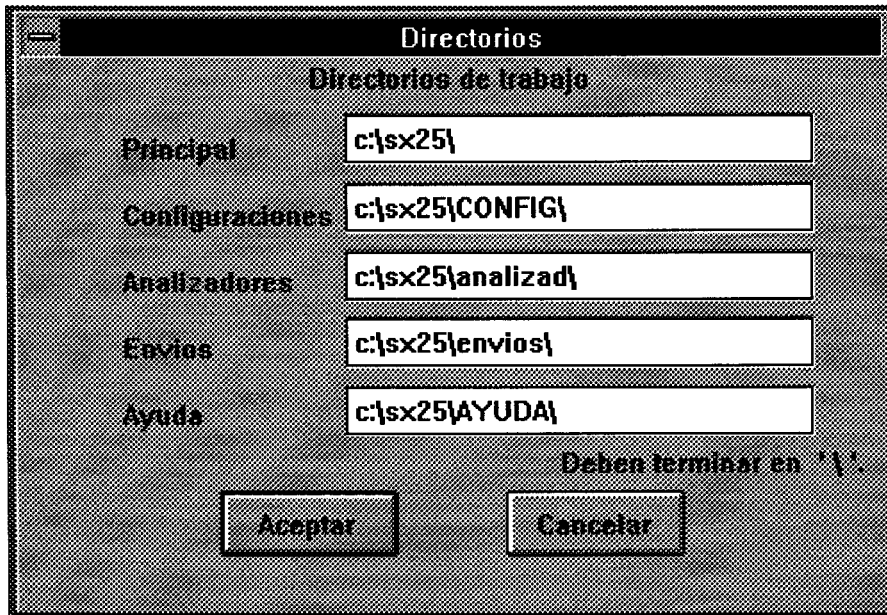 Directorios
Directorios de trabajo
Principal c:\sx25\
Configuraciones c:\sx25\CONFIG\
Analizadores c:\sx25\analizad\
Envios c:\sx25\envios\
Ayuda c:\sx25\AYUDA\
Deben terminar en '\'.
Aceptar Cancelar